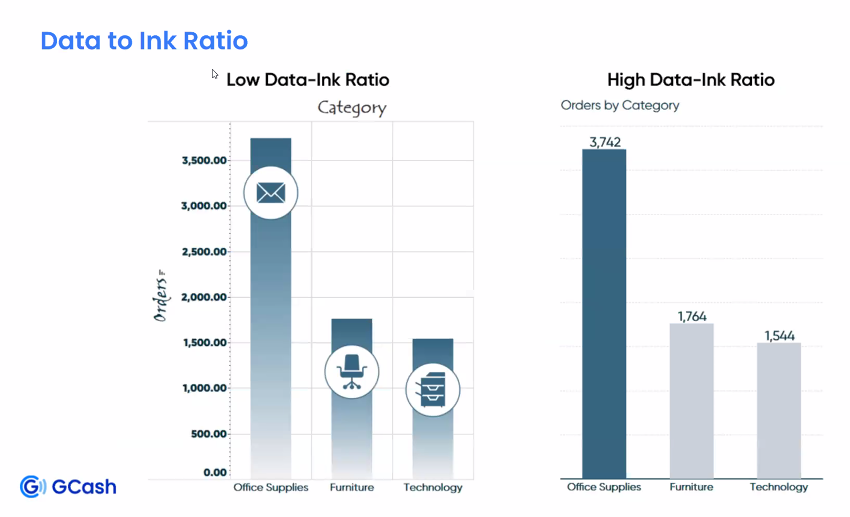 Data to Ink Ratio
Low Data-Ink Ratio
Category
Orders
3,500.00
3,000.00
2,500.00
2,000.00
1,500.00
1,000.00
500.00
0.00
Office Supplies
Furniture
Technology
High Data-Ink Ratio
Orders by Category
3,742
1,764
1,544
Office Supplies
Furniture
Technology
GCash